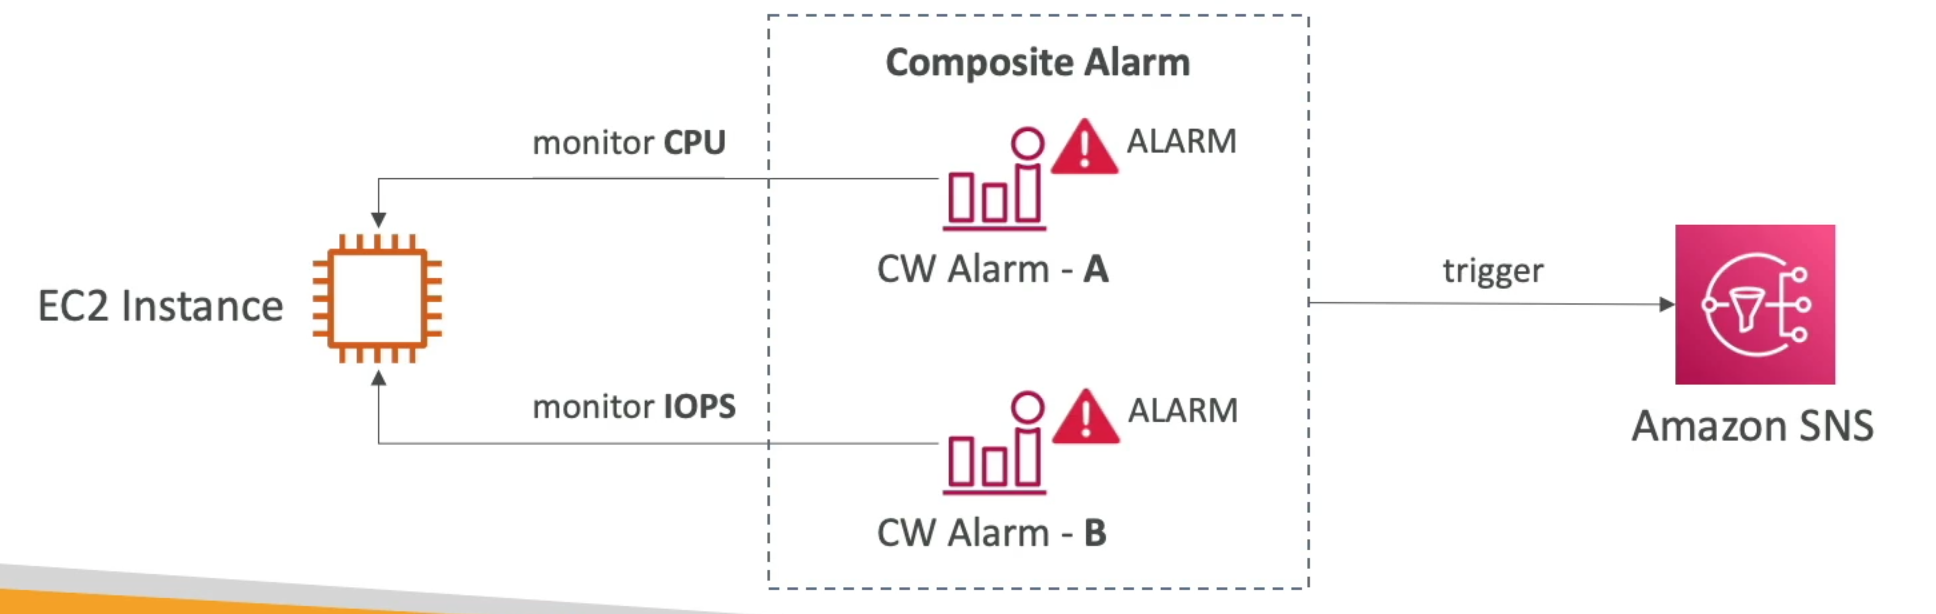 Composite Alarm
monitor CPU
ALARM
CW Alarm - A
EC2 Instance
trigger
monitor IOPS
ALARM
Amazon SNS
CW Alarm - B